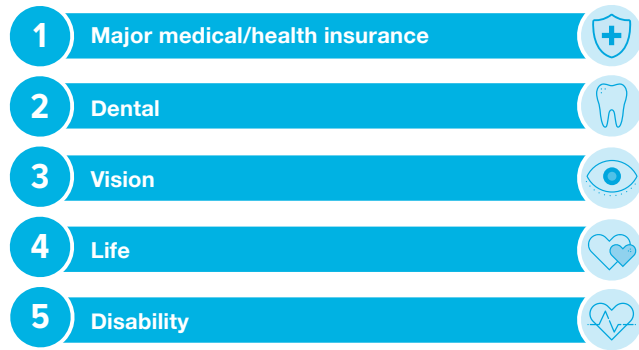 1 Major medical/health insurance
2 Dental
3 Vision
4 Life
5 Disability